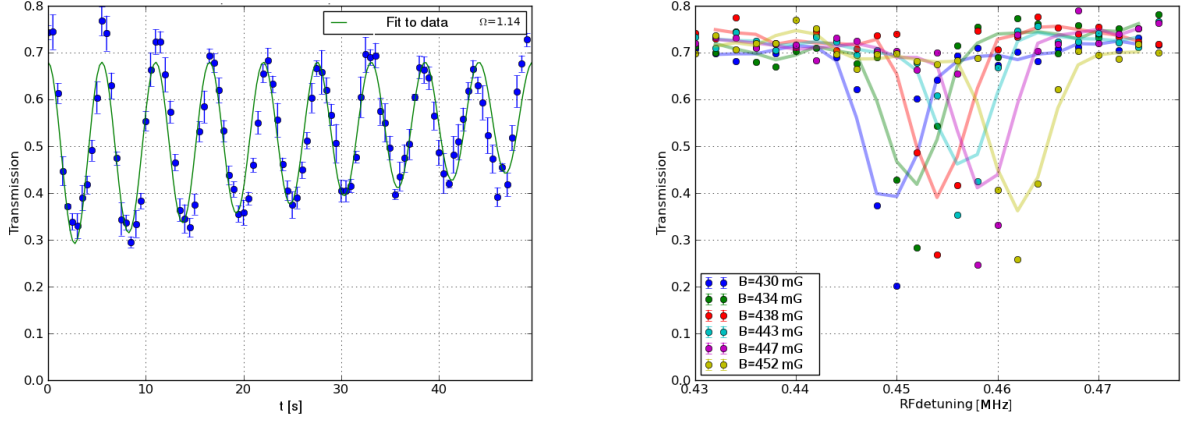 Fit to data Ω=1.14
0.8
0.7
0.6
0.5
0.4
0.3
0.2
0.1
0.0
Transmission
0 10 20 30 40
t [s]
0.8
0.7
0.6
0.5
0.4
0.3
0.2
0.1
0.0
Transmission
B=430 mG
B=434 mG
B=438 mG
B=443 mG
B=447 mG
B=452 mG
0.43 0.44 0.45 0.46 0.47
RFdetuning [MHz]